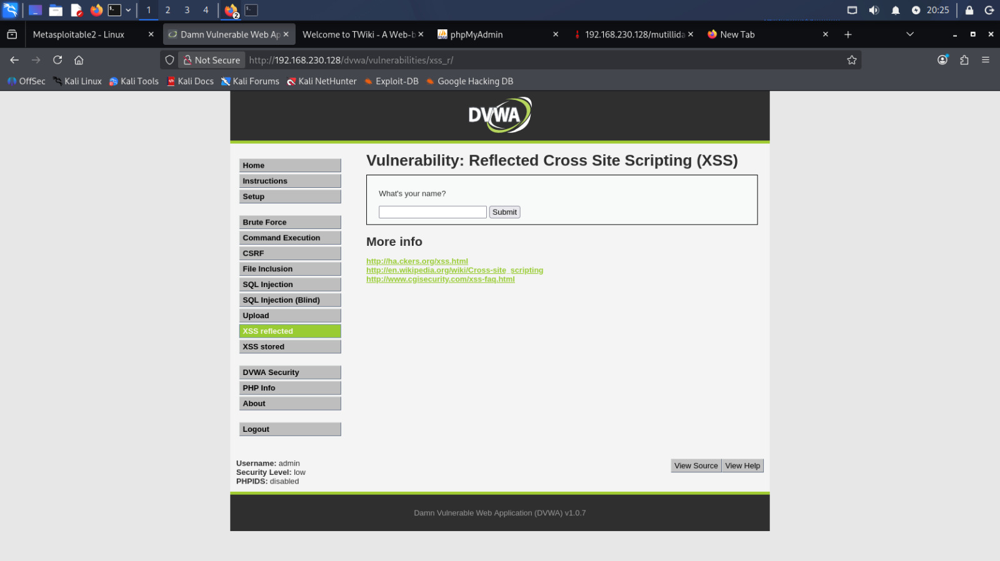 1 2 3 4 2 20:25
Metasploitable2 - Linux Damn Vulnerable Web Ap Welcome to TWiki - A Web-b phpMyAdmin 192.168.230.128/mutillida New Tab
Not Secure http://192.168.230.128/dvwa/vulnerabilities/xss_r/
OffSec Kali Linux Kali Tools Kali Docs Kali Forums Kali NetHunter Exploit-DB Google Hacking DB
DVWA
Home
Instructions
Setup
Brute Force
Command Execution
CSRF
File Inclusion
SQL Injection
SQL Injection (Blind)
Upload
XSS reflected
XSS stored
DVWA Security
PHP Info
About
Logout
Vulnerability: Reflected Cross Site Scripting (XSS)
What's your name?
Submit
More info
http://ha.ckers.org/xss.html
http://en.wikipedia.org/wiki/Cross-site_scripting
http://www.cgisecurity.com/xss-faq.html
Username: admin
Security Level: low
PHPIDS: disabled
View Source View Help
Damn Vulnerable Web Application (DVWA) v1.0.7